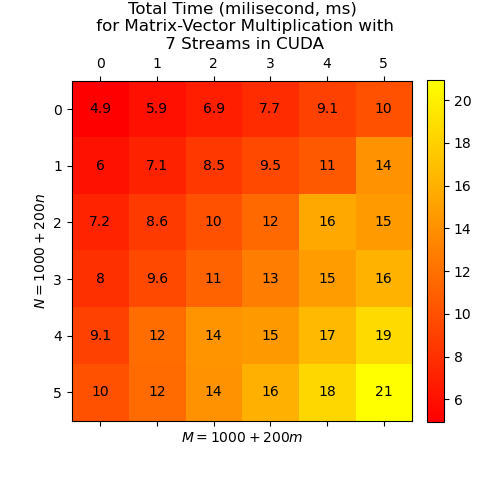 Total Time (milisecond, ms)
for Matrix-Vector Multiplication with
7 Streams in CUDA
0 1 2 3 4 5
0 4.9 5.9 6.9 7.7 9.1 10
1 6 7.1 8.5 9.5 11 14
2 7.2 8.6 10 12 16 15
3 8 9.6 11 13 15 16
4 9.1 12 14 15 17 19
5 10 12 14 16 18 21
N = 1000 + 200n
M = 1000 + 200m
20
18
16
14
12
10
8
6